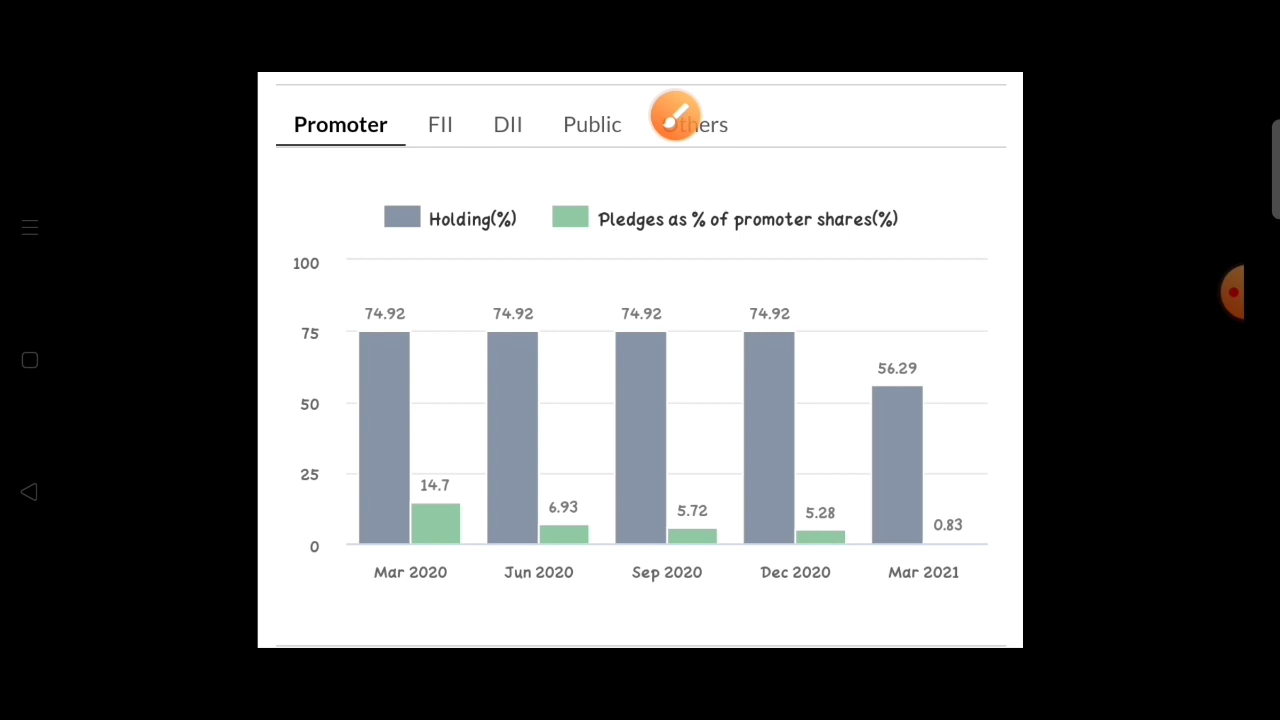 Promoter FII DII Public Others
Holding(%) Pledges as % of promoter shares(%)
100
75
50
25
0
74.92 74.92 74.92 74.92 56.29
14.7 6.93 5.72 5.28 0.83
Mar 2020 Jun 2020 Sep 2020 Dec 2020 Mar 2021